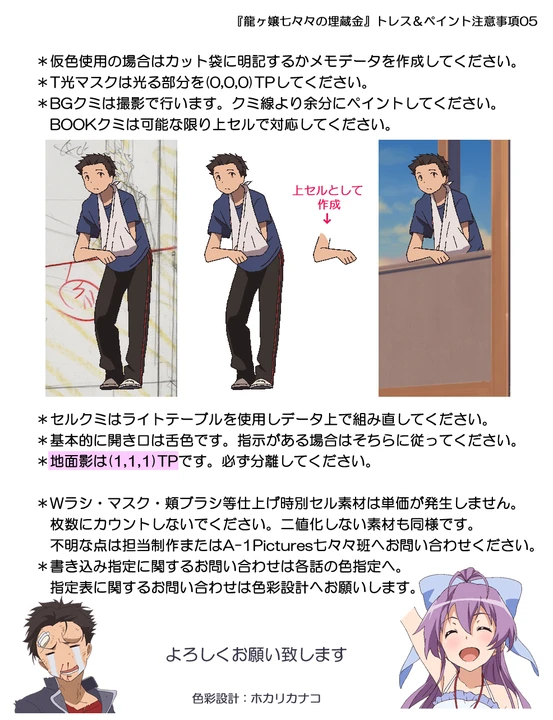 『龍ヶ嬢七々々の埋蔵金』トレス＆ペイント注意事項05
＊仮色使用の場合はカット袋に明記するかメモデータを作成してください。
＊T光マスクは光る部分を(0,0,0)TPしてください。
＊BGクミは撮影で行います。クミ線より余分にペイントしてください。
BOOKクミは可能な限り上セルで対応してください。
上セルとして
作成
↓
3
＊セルクミはライトテーブルを使用しデータ上で組み直してください。
＊基本的に開き口は舌色です。指示がある場合はそちらに従ってください。
＊地面影は(1,1,1)TPです。必ず分離してください。
＊Wラシ・マスク・頬ブラシ等仕上げ時別セル素材は単価が発生しません。
枚数にカウントしないでください。二値化しない素材も同様です。
不明な点は担当制作またはA-1Pictures七々々班へお問い合わせください。
＊書き込み指定に関するお問い合わせは各話の色指定へ。
指定表に関するお問い合わせは色彩設計へお願いします。
よろしくお願い致します
色彩設計：ホカリカナコ